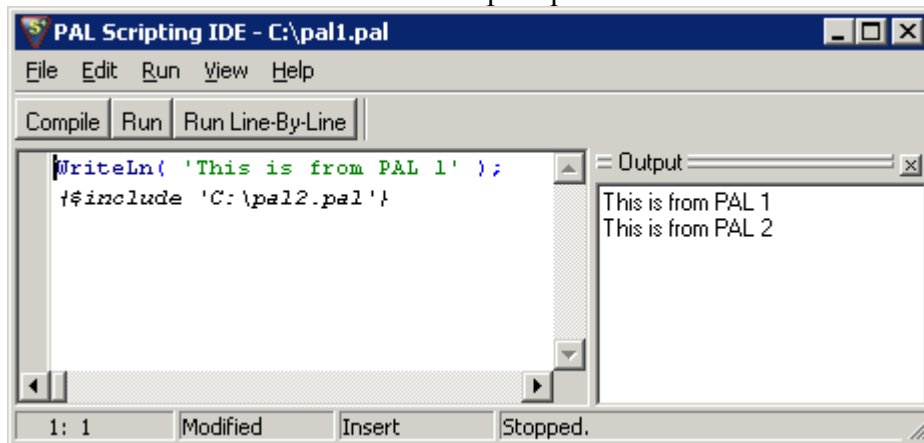 PAL Scripting IDE - C:\pal1.pal
File Edit Run View Help
Compile Run Run Line-By-Line
WriteLn( 'This is from PAL 1' );
{$include 'C:\pal2.pal'}
Output
This is from PAL 1
This is from PAL 2
1: 1 Modified Insert Stopped.